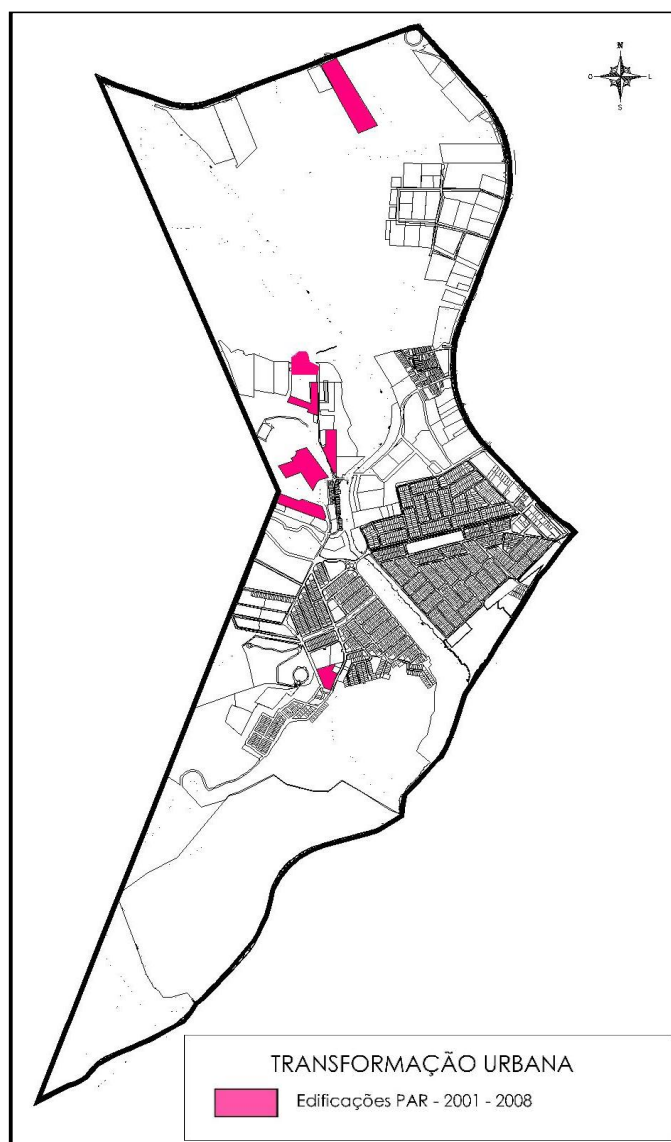 N
O L
S
TRANSFORMAÇÃO URBANA
Edificações PAR - 2001 - 2008